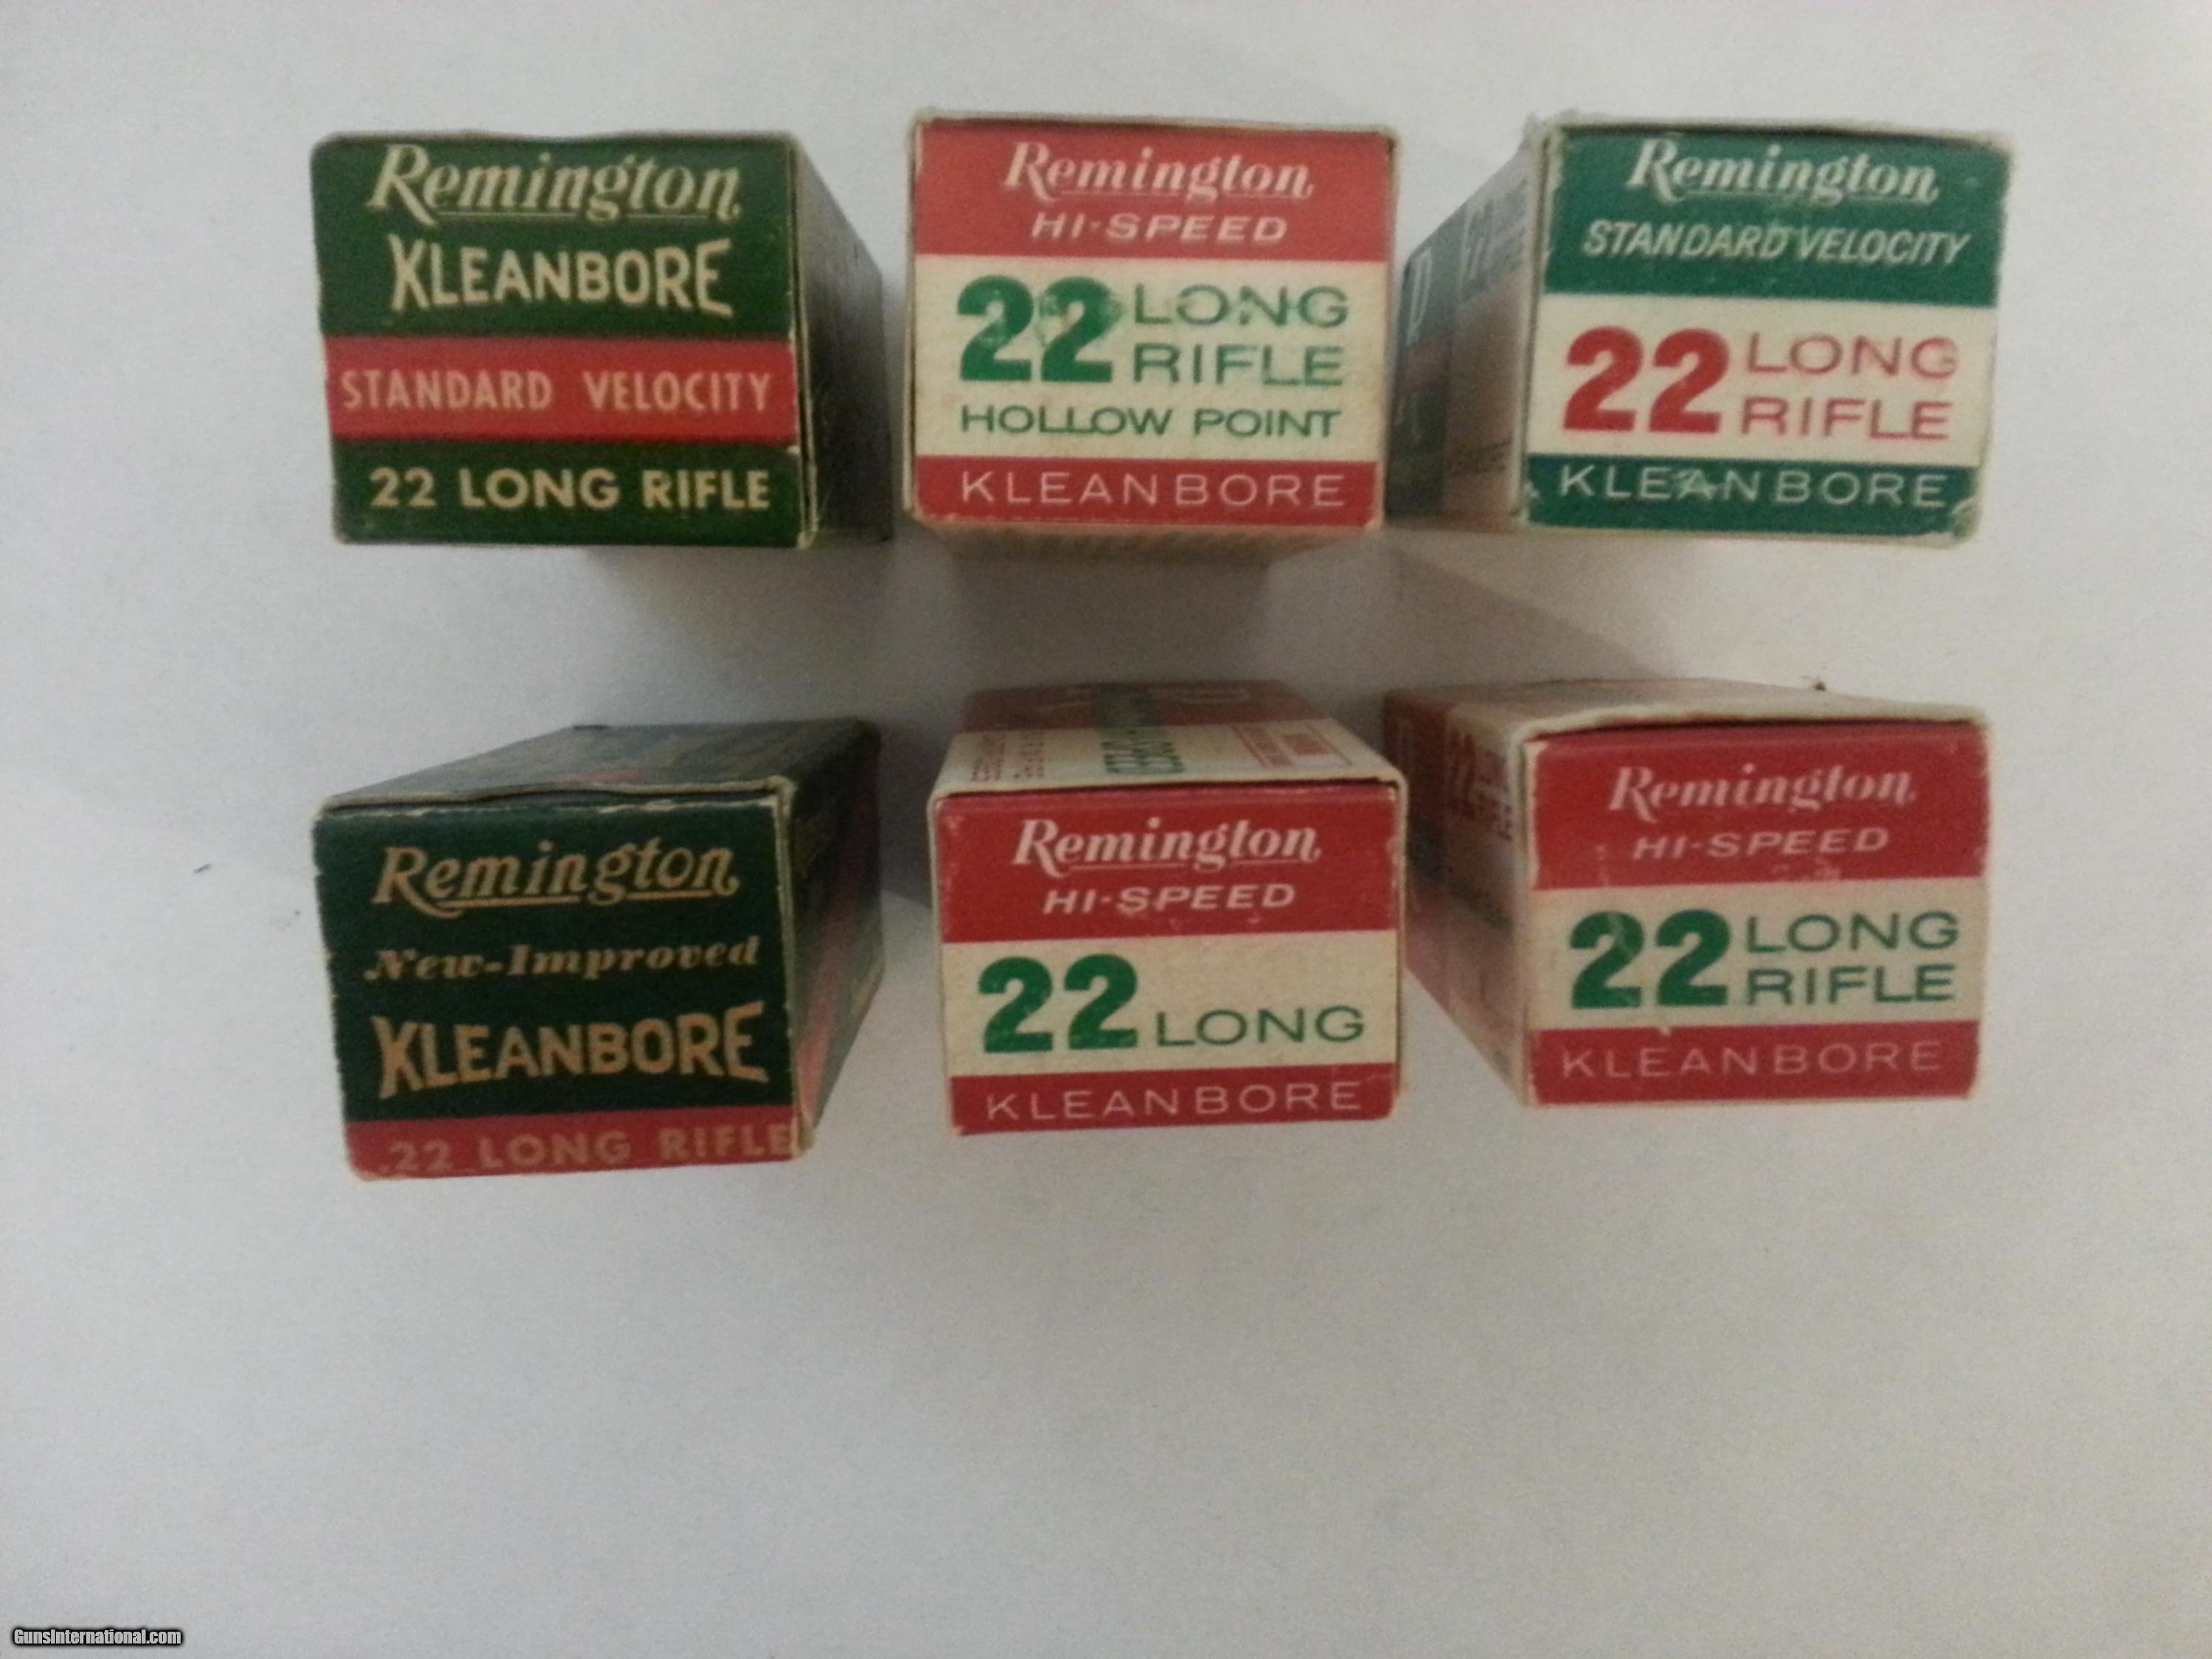 Remington
KLEANBORE
STANDARD VELOCITY
22 LONG RIFLE
Remington
HI-SPEED
22 LONG
RIFLE
HOLLOW POINT
KLEANBORE
Remington
STANDARD VELOCITY
22 LONG
RIFLE
KLEANBORE
Remington
New-Improved
KLEANBORE
.22 LONG RIFLE
Remington
HI-SPEED
22 LONG
KLEANBORE
Remington
HI-SPEED
22 LONG
RIFLE
KLEANBORE
GunsInternational.com